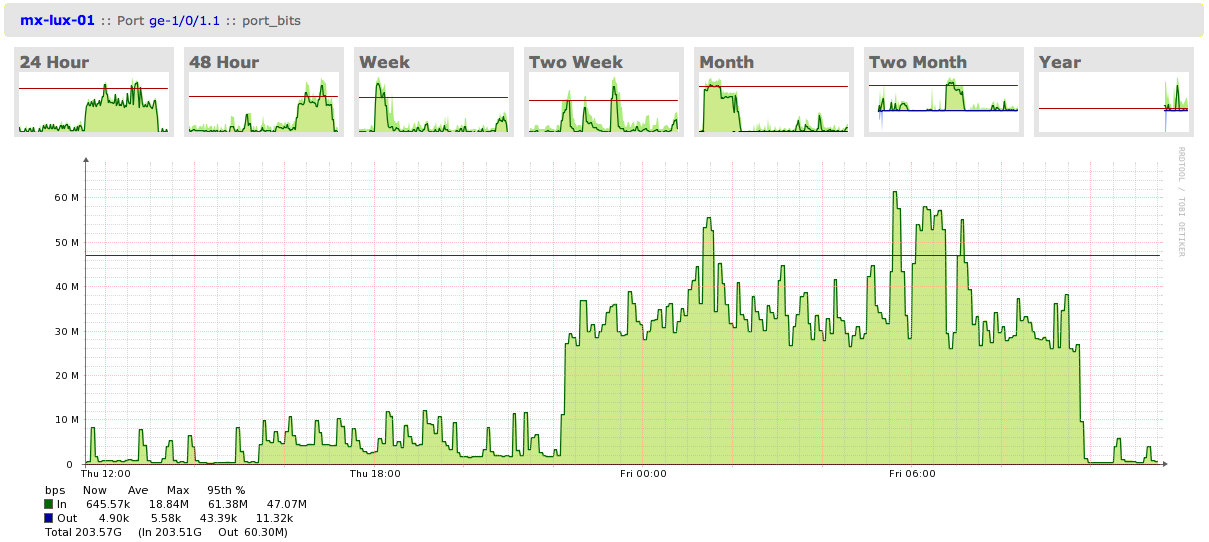 mx-lux-01 :: Port ge-1/0/1.1 :: port_bits
24 Hour 48 Hour Week Two Week Month Two Month Year
RRDTOOL / TOBI OETIKER
60 M
50 M
40 M
30 M
20 M
10 M
0
Thu 12:00 Thu 18:00 Fri 00:00 Fri 06:00
bps Now Ave Max 95th %
In 645.57k 18.84M 61.38M 47.07M
Out 4.90k 5.58k 43.39k 11.32k
Total 203.57G (In 203.51G Out 60.30M)